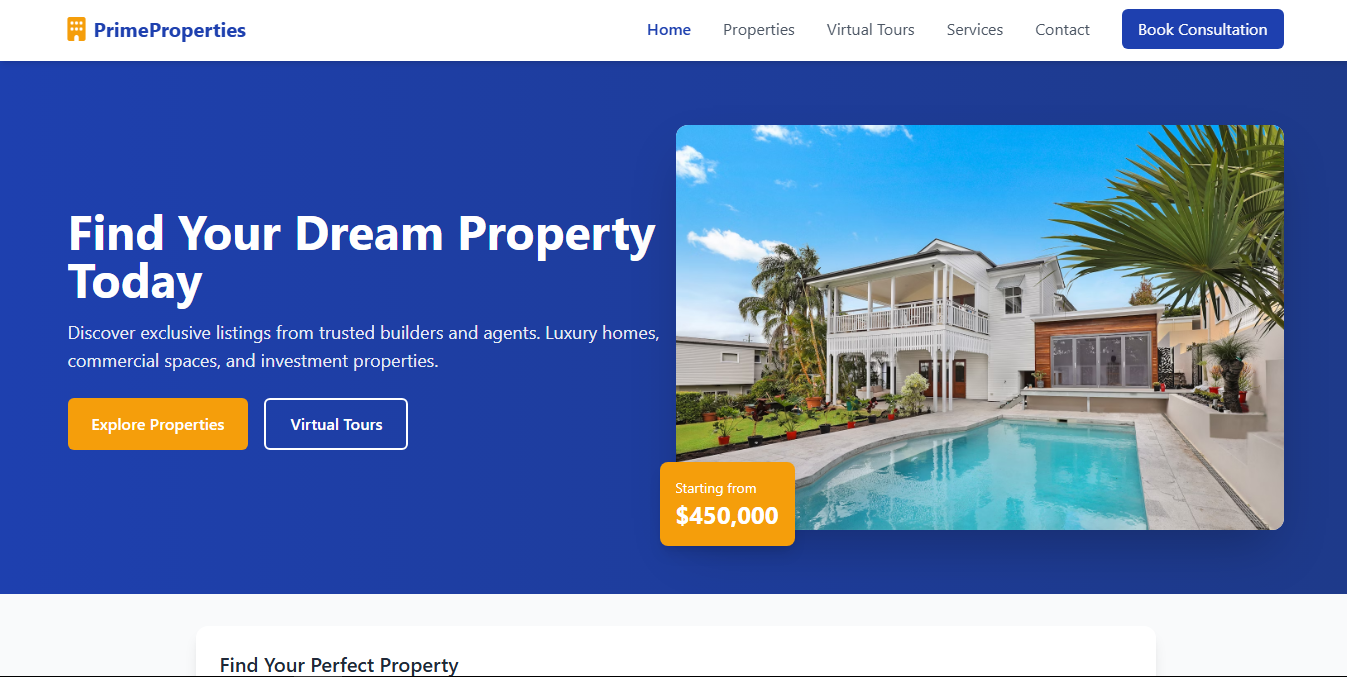 PrimeProperties
Home
Properties
Virtual Tours
Services
Contact
Book Consultation
Find Your Dream Property
Today
Discover exclusive listings from trusted builders and agents. Luxury homes,
commercial spaces, and investment properties.
Explore Properties
Virtual Tours
Starting from
$450,000
Find Your Perfect Property